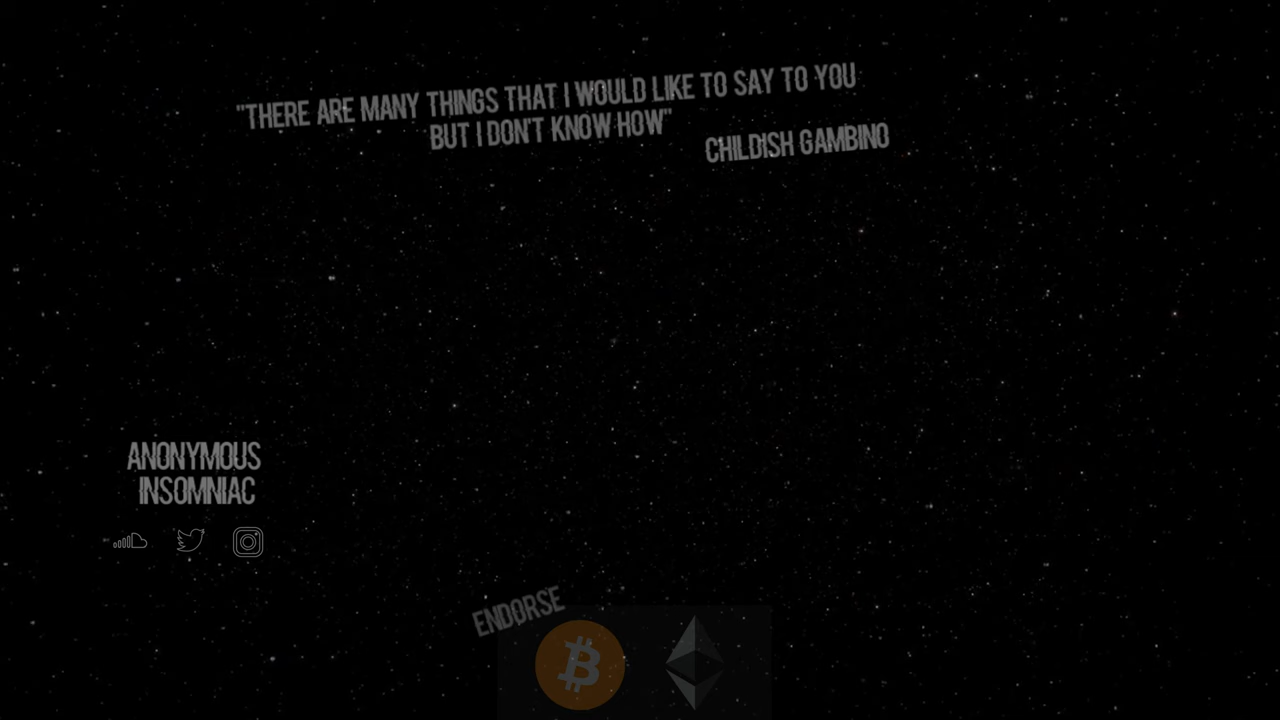 "THERE ARE MANY THINGS THAT I WOULD LIKE TO SAY TO YOU
BUT I DON'T KNOW HOW"
CHILDISH GAMBINO
ANONYMOUS
INSOMNIAC
ENDORSE